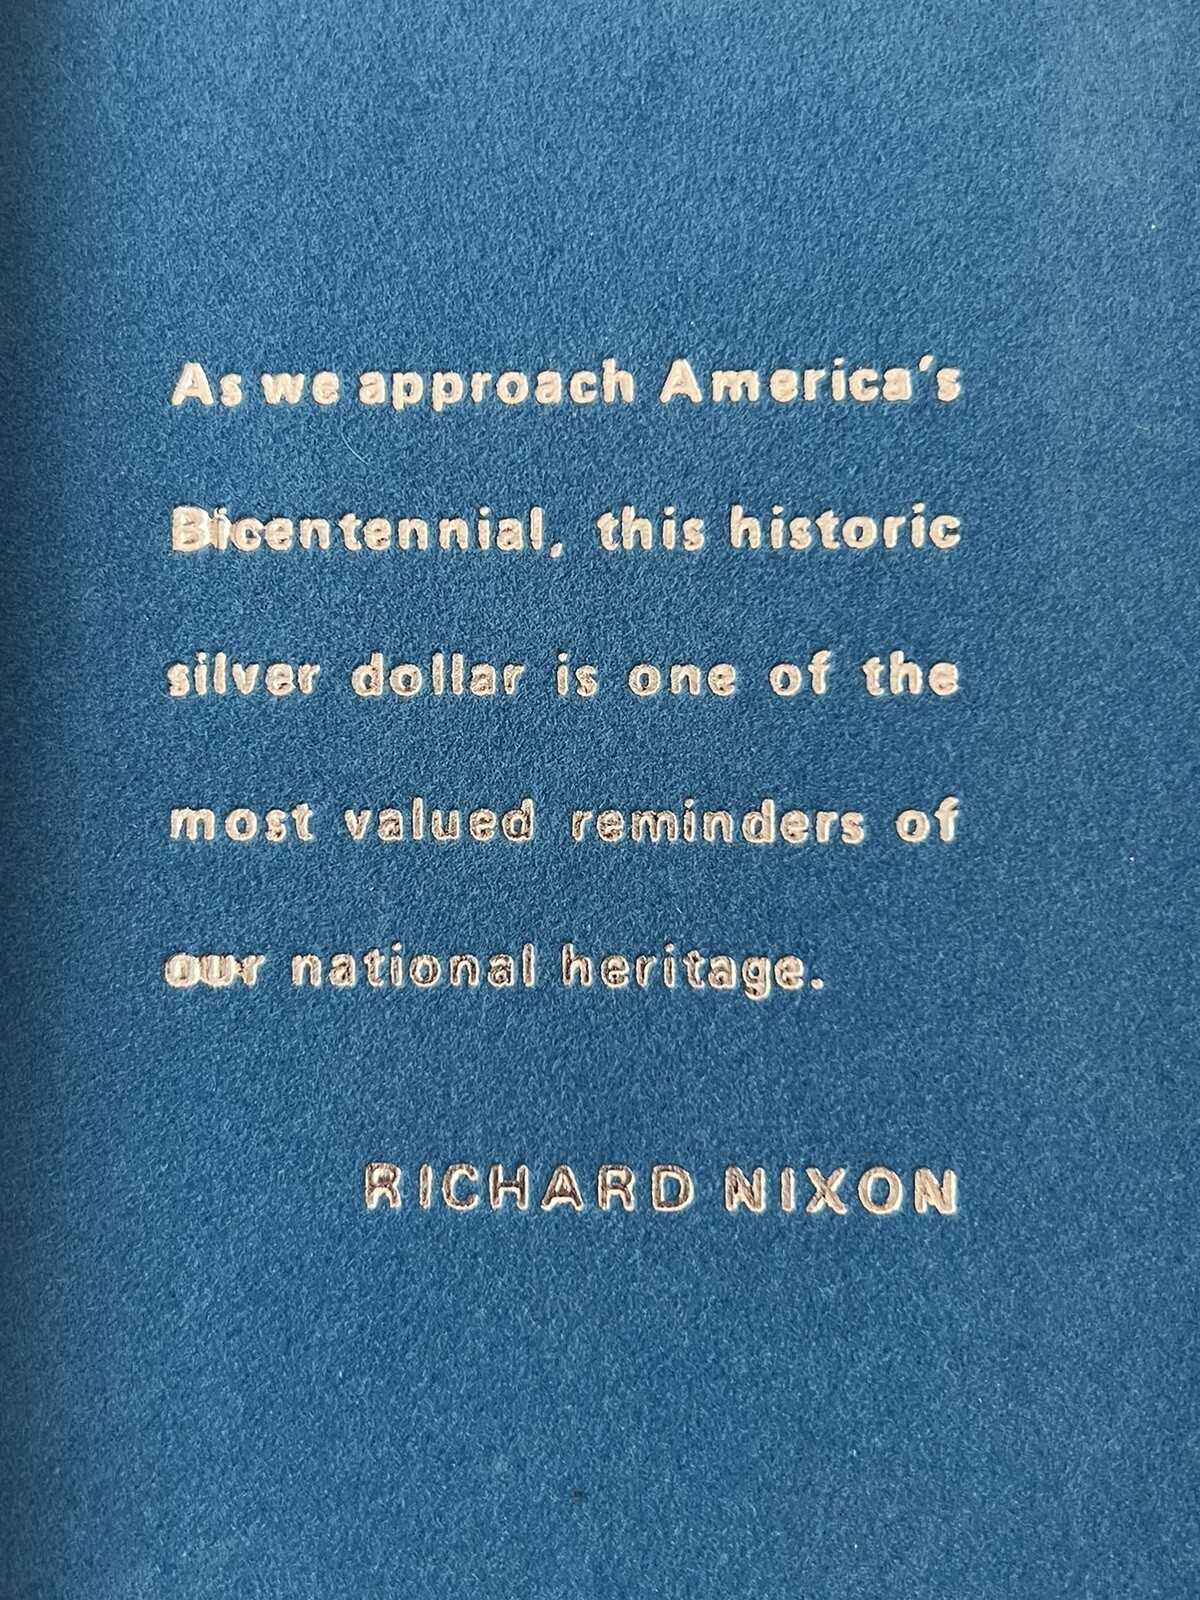 As we approach America's
Bicentennial, this historic
silver dollar is one of the
most valued reminders of
our national heritage.
RICHARD NIXON